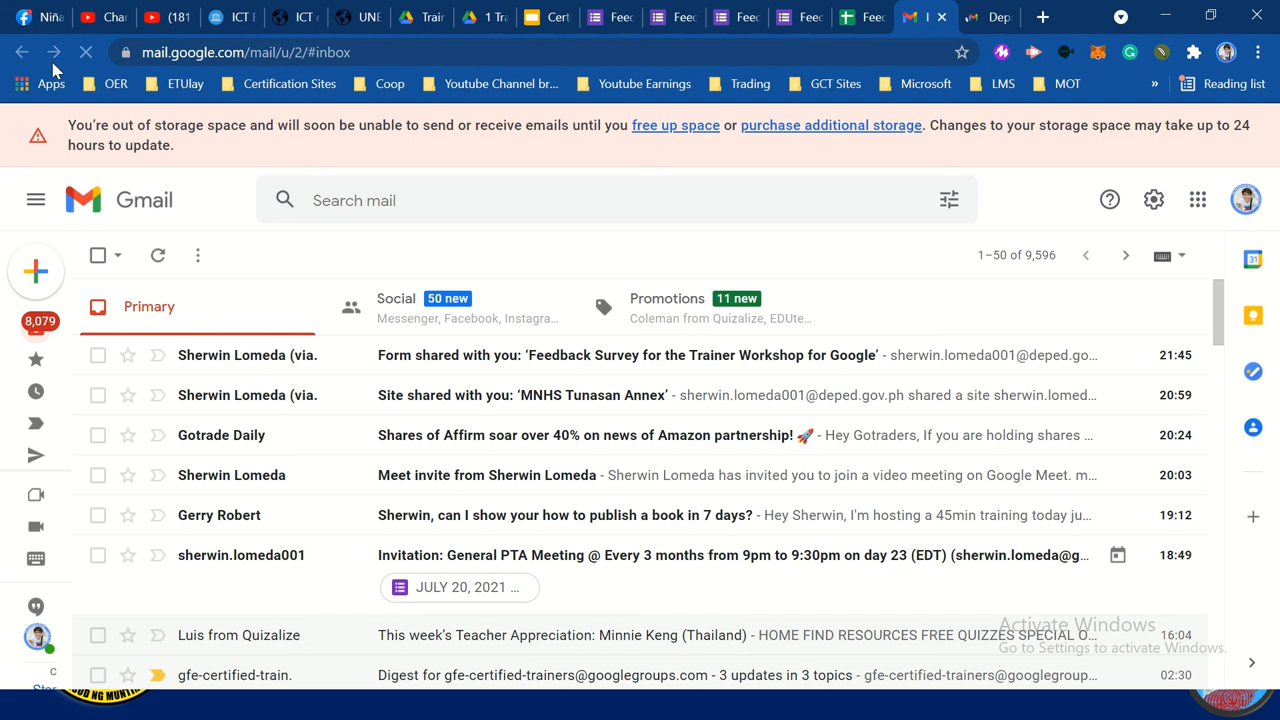 Niña Cha (181 ICT ICT UNE Train 1 Tra Cert Feed Feed Feed Feed Feed Dep
mail.google.com/mail/u/2/#inbox
Apps OER ETUlay Certification Sites Coop Youtube Channel br... Youtube Earnings Trading GCT Sites Microsoft LMS MOT » Reading list
You're out of storage space and will soon be unable to send or receive emails until you free up space or purchase additional storage. Changes to your storage space may take up to 24
hours to update.
Gmail Search mail
1–50 of 9,596
Primary Social 50 new Promotions 11 new
Messenger, Facebook, Instagra... Coleman from Quizalize, EDUte...
8,079
Sherwin Lomeda (via. Form shared with you: ‘Feedback Survey for the Trainer Workshop for Google’ - sherwin.lomeda001@deped.go... 21:45
Sherwin Lomeda (via. Site shared with you: ‘MNHS Tunasan Annex’ - sherwin.lomeda001@deped.gov.ph shared a site sherwin.lomed... 20:59
Gotrade Daily Shares of Affirm soar over 40% on news of Amazon partnership! 🚀 - Hey Gotraders, If you are holding shares ... 20:24
Sherwin Lomeda Meet invite from Sherwin Lomeda - Sherwin Lomeda has invited you to join a video meeting on Google Meet. m... 20:03
Gerry Robert Sherwin, can I show your how to publish a book in 7 days? - Hey Sherwin, I'm hosting a 45min training today ju... 19:12
sherwin.lomeda001 Invitation: General PTA Meeting @ Every 3 months from 9pm to 9:30pm on day 23 (EDT) (sherwin.lomeda@g... 18:49
JULY 20, 2021 ...
Luis from Quizalize This week's Teacher Appreciation: Minnie Keng (Thailand) - HOME FIND RESOURCES FREE QUIZZES SPECIAL O... 16:04
gfe-certified-train. Digest for gfe-certified-trainers@googlegroups.com - 3 updates in 3 topics - gfe-certified-trainers@googlegroup... 02:30
Activate Windows
Go to Settings to activate Windows.
31